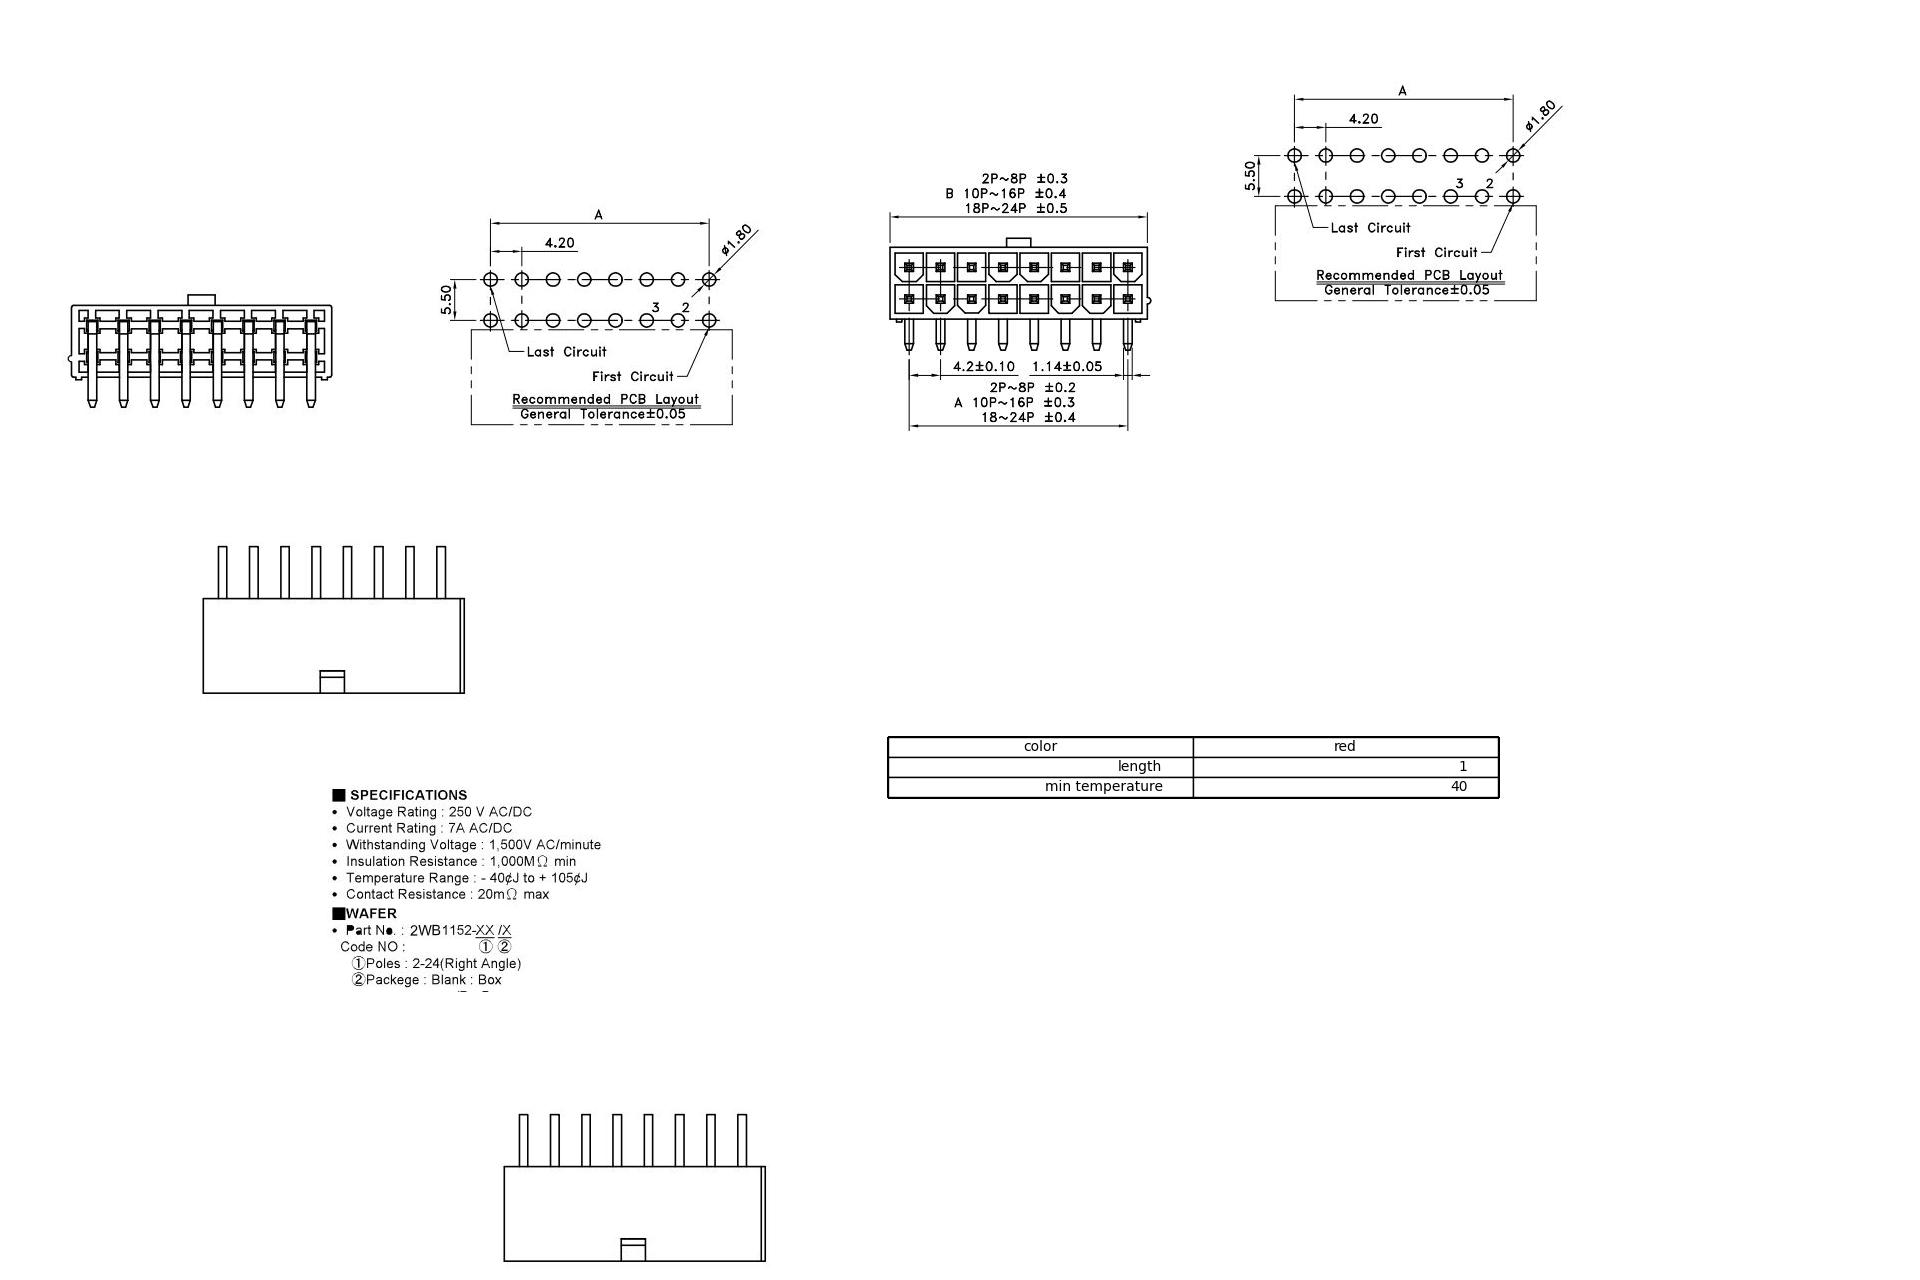 A
4.20
ø1.80
5.50
3 2
Last Circuit
First Circuit
Recommended PCB Layout
General Tolerance±0.05
A
4.20
ø1.80
5.50
3 2
Last Circuit
First Circuit
Recommended PCB Layout
General Tolerance±0.05
2P~8P ±0.3
B 10P~16P ±0.4
18P~24P ±0.5
4.2±0.10 1.14±0.05
2P~8P ±0.2
A 10P~16P ±0.3
18~24P ±0.4
color red
length 1
min temperature 40
■ SPECIFICATIONS
• Voltage Rating : 250 V AC/DC
• Current Rating : 7A AC/DC
• Withstanding Voltage : 1,500V AC/minute
• Insulation Resistance : 1,000MΩ min
• Temperature Range : - 40¢J to + 105¢J
• Contact Resistance : 20mΩ max
■WAFER
• Part No. : 2WB1152-XX /X
Code NO : ① ②
①Poles : 2-24(Right Angle)
②Packege : Blank : Box